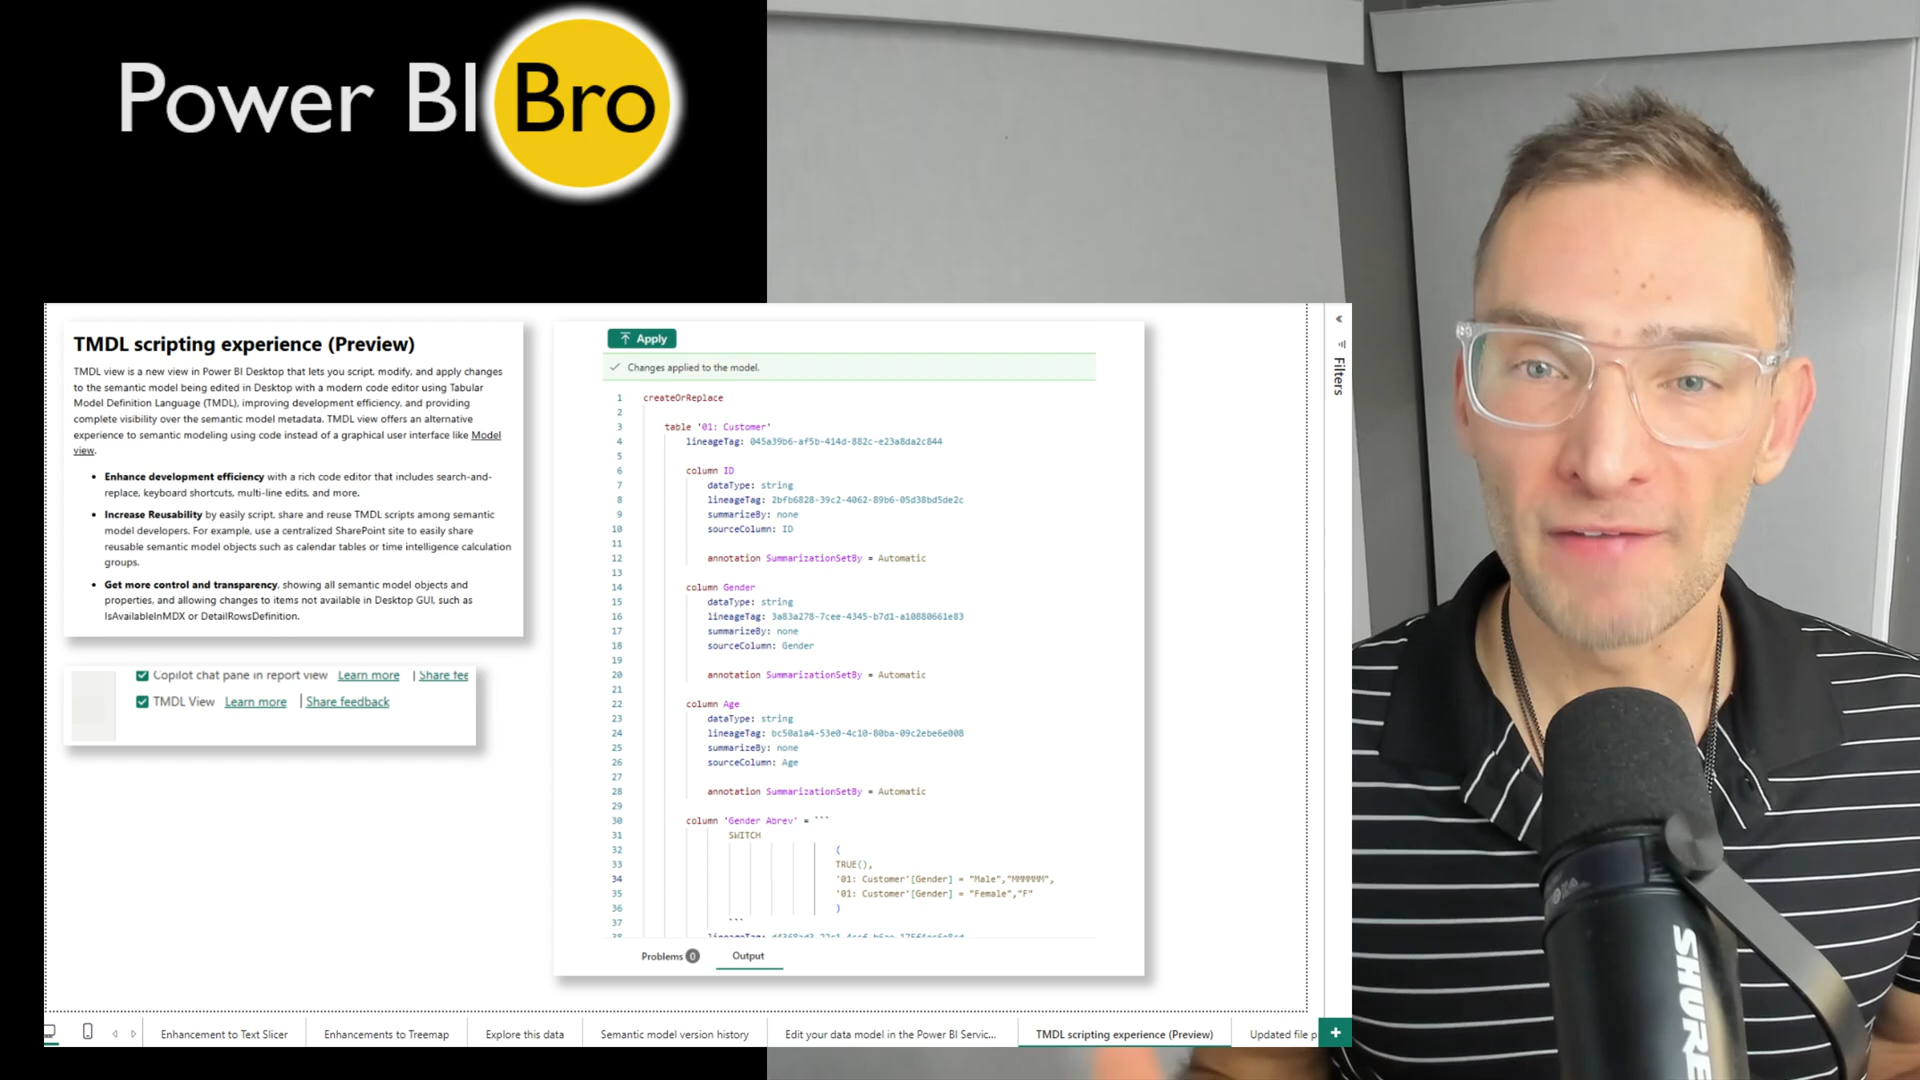 Power BI Bro
TMDL scripting experience (Preview)
TMDL view is a new view in Power BI Desktop that lets you script, modify, and apply changes
to the semantic model being edited in Desktop with a modern code editor using Tabular
Model Definition Language (TMDL), improving development efficiency, and providing
complete visibility over the semantic model metadata. TMDL view offers an alternative
experience to semantic modeling using code instead of a graphical user interface like Model
view.
• Enhance development efficiency with a rich code editor that includes search-and-
replace, keyboard shortcuts, multi-line edits, and more.
• Increase Reusability by easily script, share and reuse TMDL scripts among semantic
model developers. For example, use a centralized SharePoint site to easily share
reusable semantic model objects such as calendar tables or time intelligence calculation
groups.
• Get more control and transparency, showing all semantic model objects and
properties, and allowing changes to items not available in Desktop GUI, such as
IsAvailableInMDX or DetailRowsDefinition.
Copilot chat pane in report view Learn more | Share fee
TMDL View Learn more | Share feedback
Apply
Changes applied to the model.
1 createOrReplace
2
3 table '01: Customer'
4 lineageTag: 045a39b6-af5b-414d-882c-e23a8da2c844
5
6 column ID
7 dataType: string
8 lineageTag: 2bfb6828-39c2-4062-89b6-05d38bd5de2c
9 summarizeBy: none
10 sourceColumn: ID
11
12 annotation SummarizationSetBy = Automatic
13
14 column Gender
15 dataType: string
16 lineageTag: 3a83a278-7cee-4345-b7d1-a10880661e83
17 summarizeBy: none
18 sourceColumn: Gender
19
20 annotation SummarizationSetBy = Automatic
21
22 column Age
23 dataType: string
24 lineageTag: bc50a1a4-53e0-4c10-80ba-09c2ebe6e008
25 summarizeBy: none
26 sourceColumn: Age
27
28 annotation SummarizationSetBy = Automatic
29
30 column 'Gender Abrev' = ```
31 SWITCH
32 (
33 TRUE(),
34 '01: Customer'[Gender] = "Male","MMMMMM",
35 '01: Customer'[Gender] = "Female","F"
36 )
37 ```
38 lineageTag:
Problems 0 Output
Filters
Enhancement to Text Slicer
Enhancements to Treemap
Explore this data
Semantic model version history
Edit your data model in the Power BI Servic...
TMDL scripting experience (Preview)
Updated file p
+
SHURE